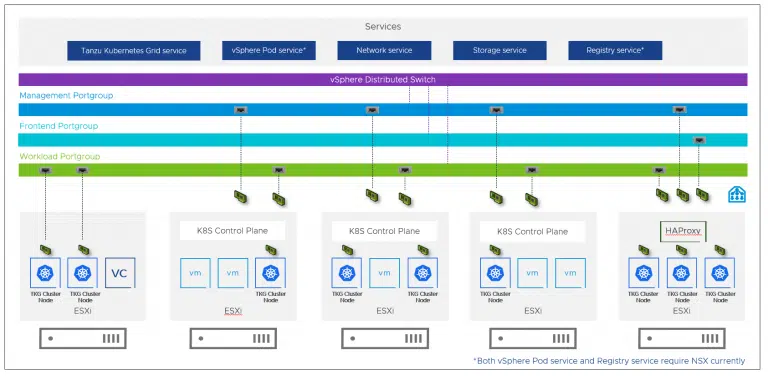 Services
Tanzu Kubernetes Grid service
vSphere Pod service*
Network service
Storage service
Registry service*
vSphere Distributed Switch
Management Portgroup
Frontend Portgroup
Workload Portgroup
K8S Control Plane
K8S Control Plane
K8S Control Plane
HAProxy
VC
vm
vm
vm
vm
vm
TKG Cluster
Node
TKG Cluster
Node
TKG Cluster
Node
TKG Cluster
Node
TKG Cluster
Node
TKG Cluster
Node
TKG Cluster
Node
TKG Cluster
Node
TKG Cluster
Node
ESXi
ESXi
ESXi
ESXi
ESXi
*Both vSphere Pod service and Registry service require NSX currently